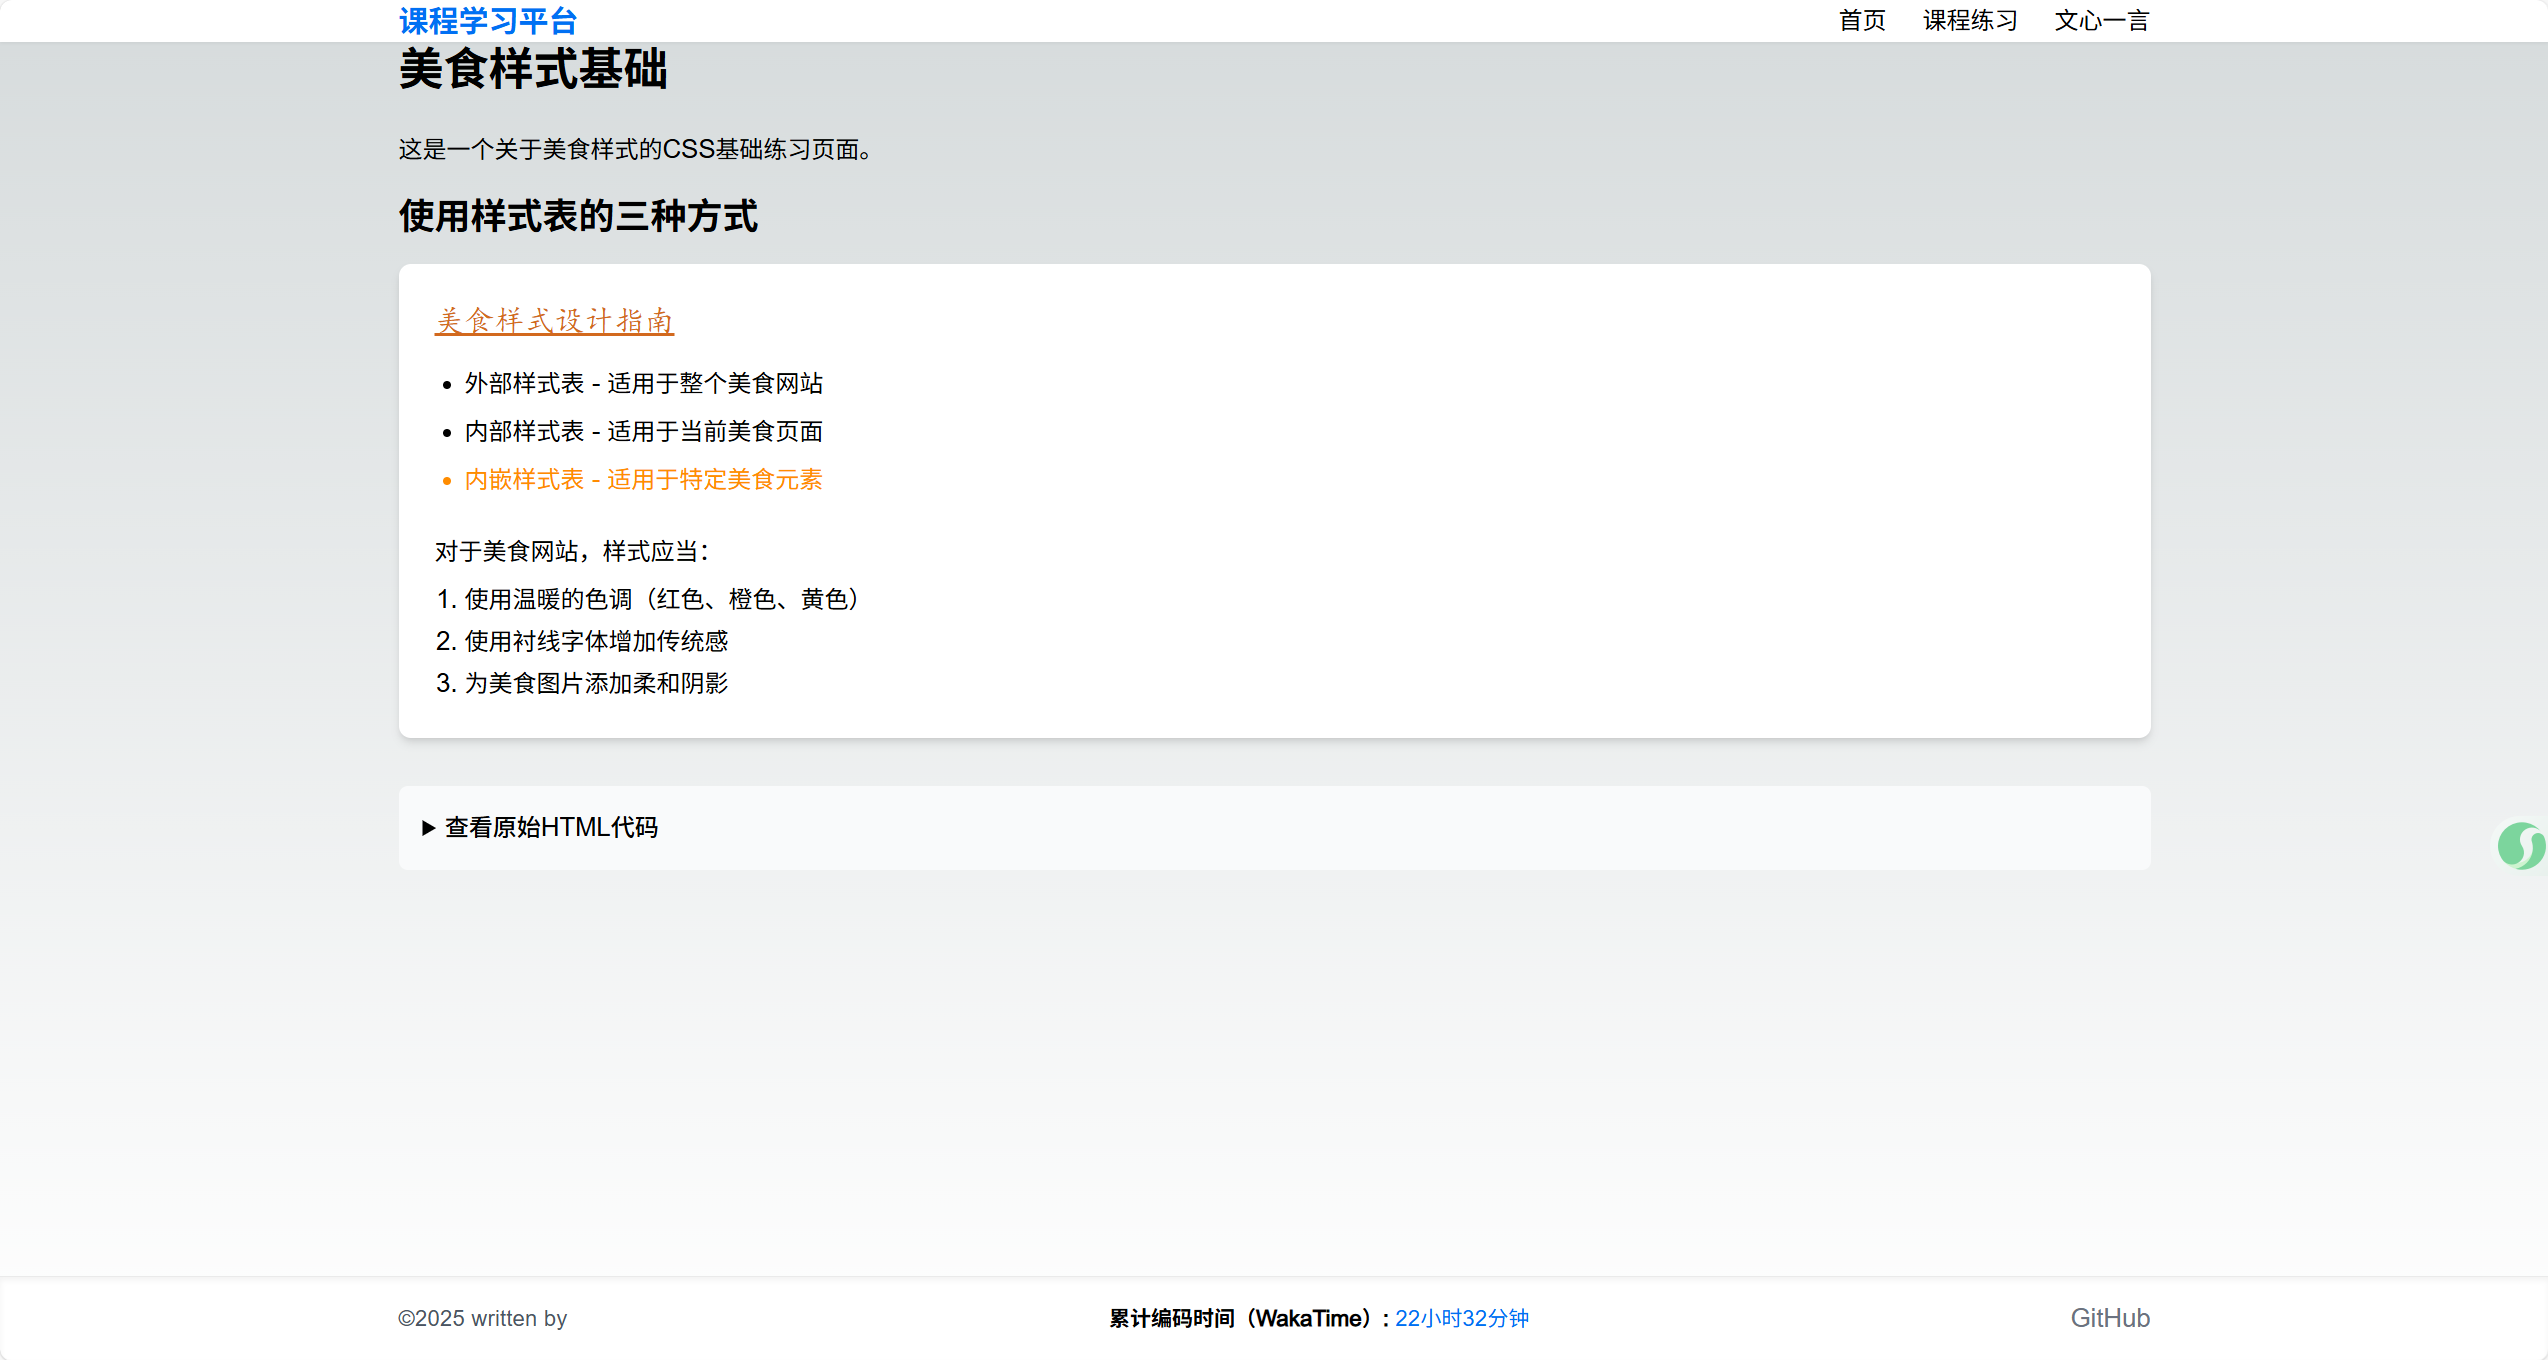 课程学习平台
首页 课程练习 文心一言
美食样式基础
这是一个关于美食样式的CSS基础练习页面。
使用样式表的三种方式
美食样式设计指南
• 外部样式表 - 适用于整个美食网站
• 内部样式表 - 适用于当前美食页面
• 内嵌样式表 - 适用于特定美食元素
对于美食网站，样式应当：
1. 使用温暖的色调（红色、橙色、黄色）
2. 使用衬线字体增加传统感
3. 为美食图片添加柔和阴影
▶ 查看原始HTML代码
©2025 written by
累计编码时间（WakaTime）: 22小时32分钟
GitHub